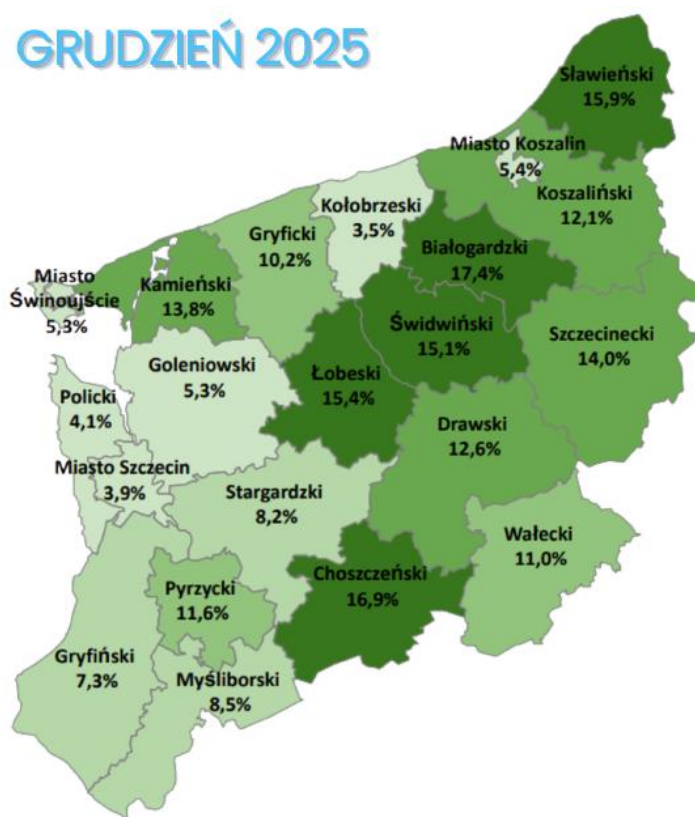 GRUDZIEŃ 2025
Sławieński
15,9%
Miasto Koszalin
5,4%
Koszaliński
12,1%
Kołobrzeski
3,5%
Gryficki
10,2%
Białogardzki
17,4%
Miasto
Świnoujście
5,3%
Kamieński
13,8%
Świdwiński
15,1%
Szczecinecki
14,0%
Goleniowski
5,3%
Łobeski
15,4%
Policki
4,1%
Drawski
12,6%
Miasto Szczecin
3,9%
Stargardzki
8,2%
Wałecki
11,0%
Choszczeński
16,9%
Pyrzycki
11,6%
Gryfiński
7,3%
Myśliborski
8,5%